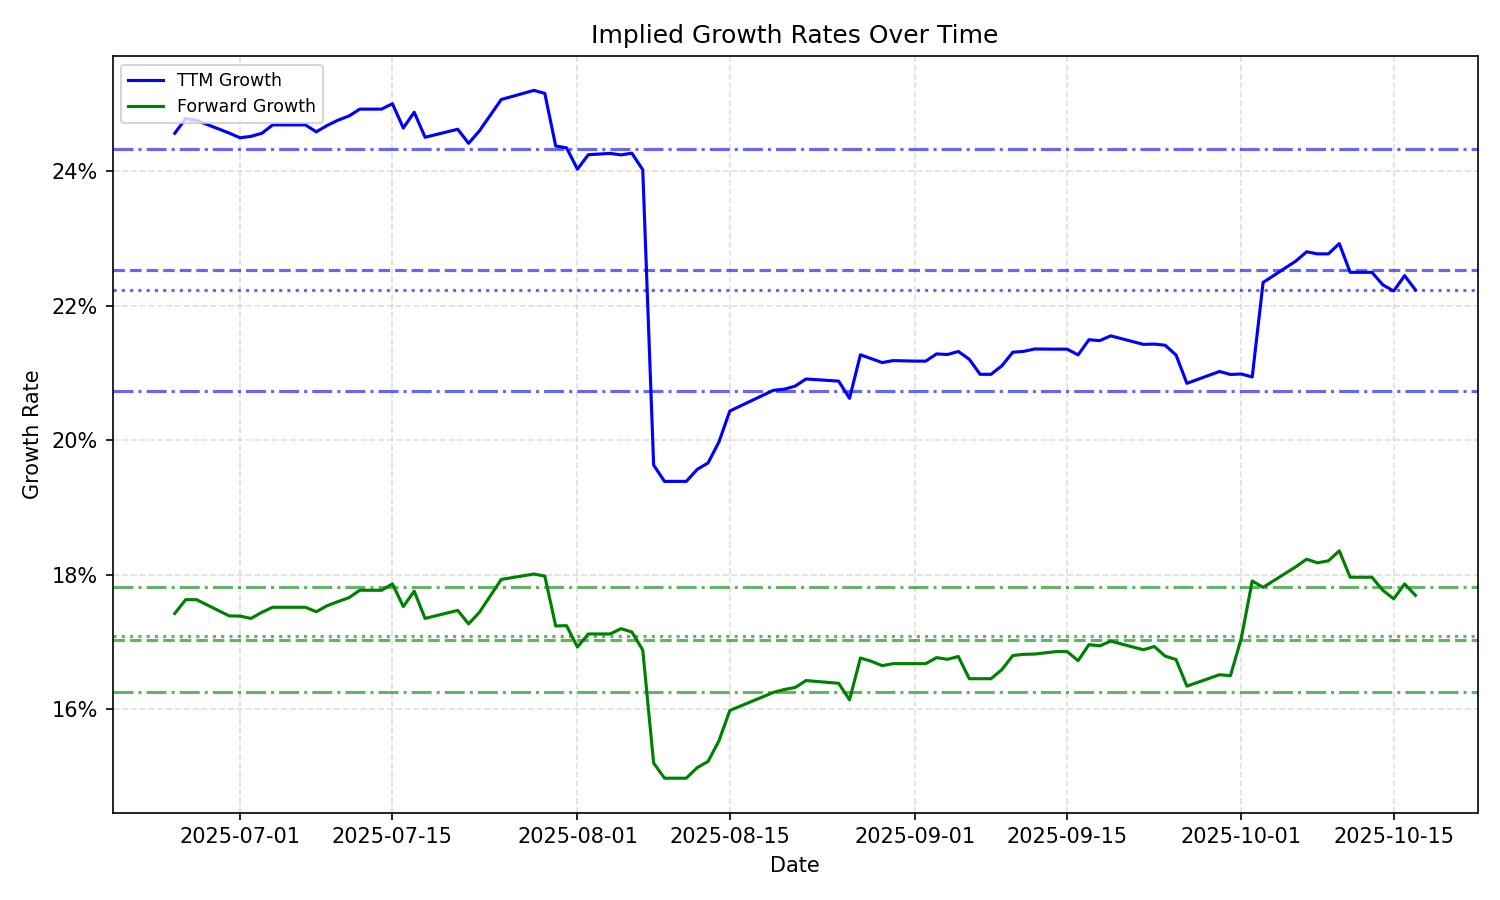 Implied Growth Rates Over Time
TTM Growth
Forward Growth
24%
22%
20%
18%
16%
Growth Rate
2025-07-01
2025-07-15
2025-08-01
2025-08-15
2025-09-01
2025-09-15
2025-10-01
2025-10-15
Date